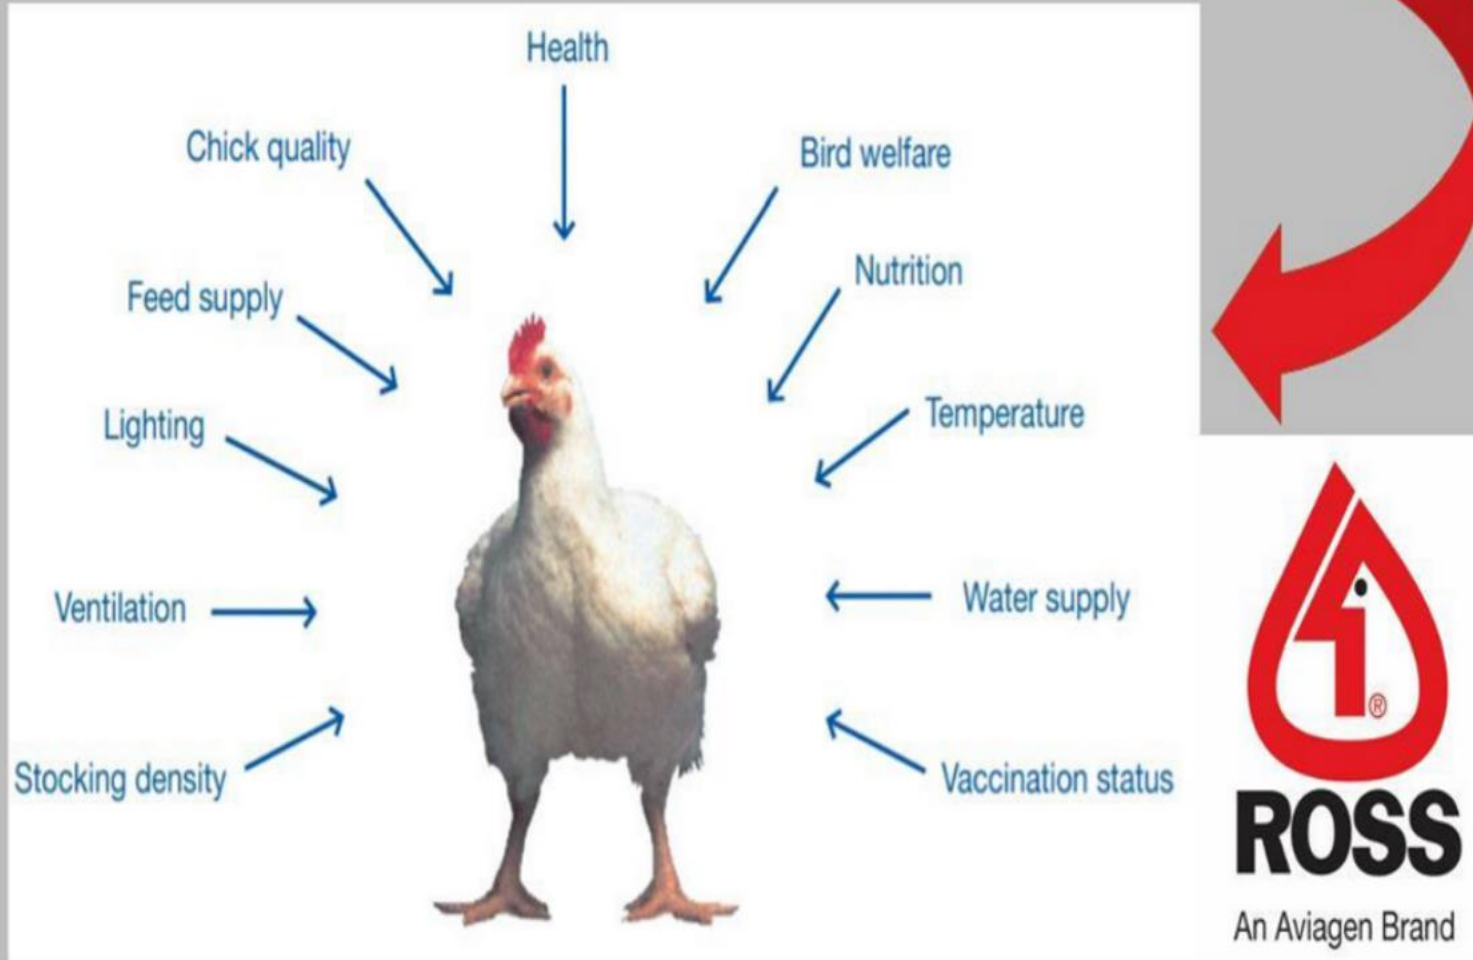 Health
Chick quality
Bird welfare
Nutrition
Feed supply
Temperature
Lighting
Water supply
Ventilation
Stocking density
Vaccination status
®
ROSS
An Aviagen Brand